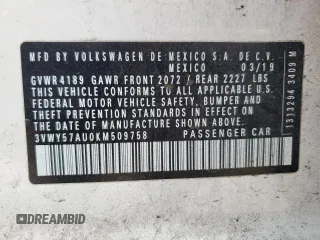 MFD. BY VOLKSWAGEN DE MEXICO S.A. DE C.V.
MEXICO 03/19
GVWR 4189 GAWR FRONT 2072 / REAR 2227 LBS
THIS VEHICLE CONFORMS TO ALL APPLICABLE U.S.
FEDERAL MOTOR VEHICLE SAFETY, BUMPER, AND
THEFT PREVENTION STANDARDS IN EFFECT ON THE
DATE OF MANUFACTURE SHOWN ABOVE.
3VWY57AU0KM509758 PASSENGER CAR
1313294 3409 M
DREAMBID